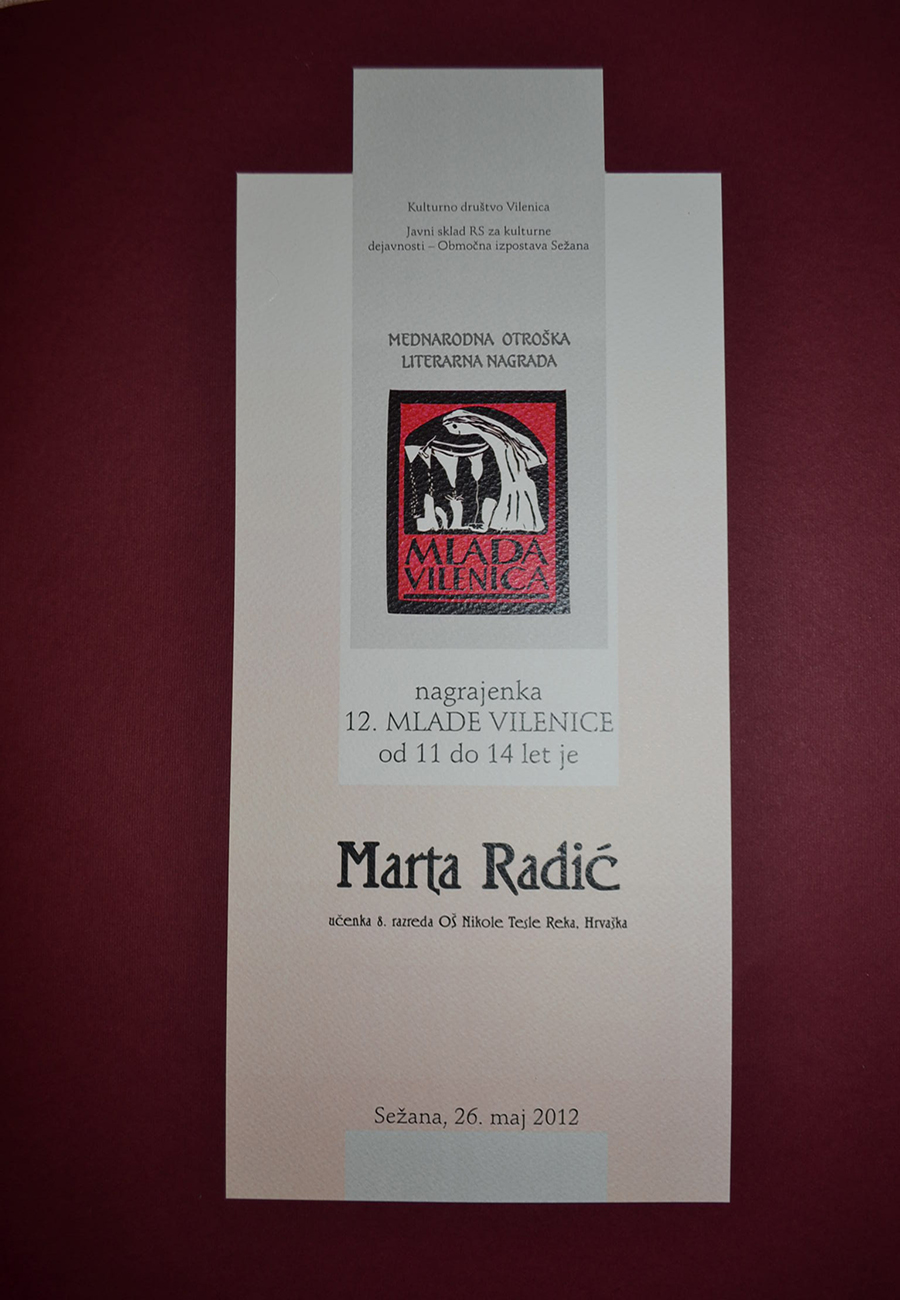 Kulturno društvo Vilenica
Javni sklad RS za kulturne
dejavnosti – Območna izpostava Sežana
MEDNARODNA OTROŠKA
LITERARNA NAGRADA
MLADA
VILENICA
nagrajenka
12. MLADE VILENICE
od 11 do 14 let je
Marta Radić
učenka 8. razreda OŠ Nikole Tesle Reka, Hrvaška
Sežana, 26. maj 2012